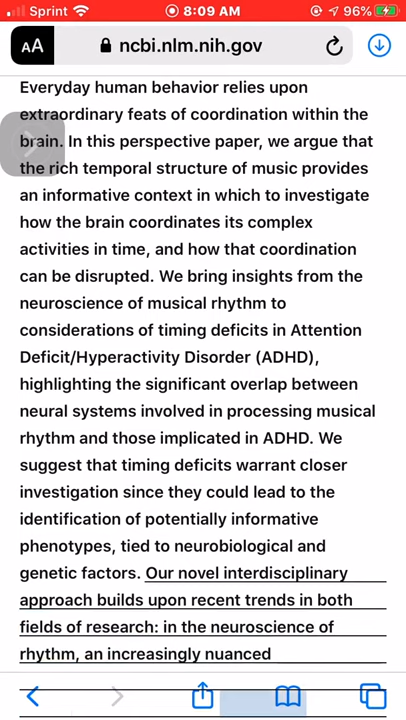 Sprint 8:09 AM 96%
AA ncbi.nlm.nih.gov
Everyday human behavior relies upon
extraordinary feats of coordination within the
brain. In this perspective paper, we argue that
the rich temporal structure of music provides
an informative context in which to investigate
how the brain coordinates its complex
activities in time, and how that coordination
can be disrupted. We bring insights from the
neuroscience of musical rhythm to
considerations of timing deficits in Attention
Deficit/Hyperactivity Disorder (ADHD),
highlighting the significant overlap between
neural systems involved in processing musical
rhythm and those implicated in ADHD. We
suggest that timing deficits warrant closer
investigation since they could lead to the
identification of potentially informative
phenotypes, tied to neurobiological and
genetic factors. Our novel interdisciplinary
approach builds upon recent trends in both
fields of research: in the neuroscience of
rhythm, an increasingly nuanced